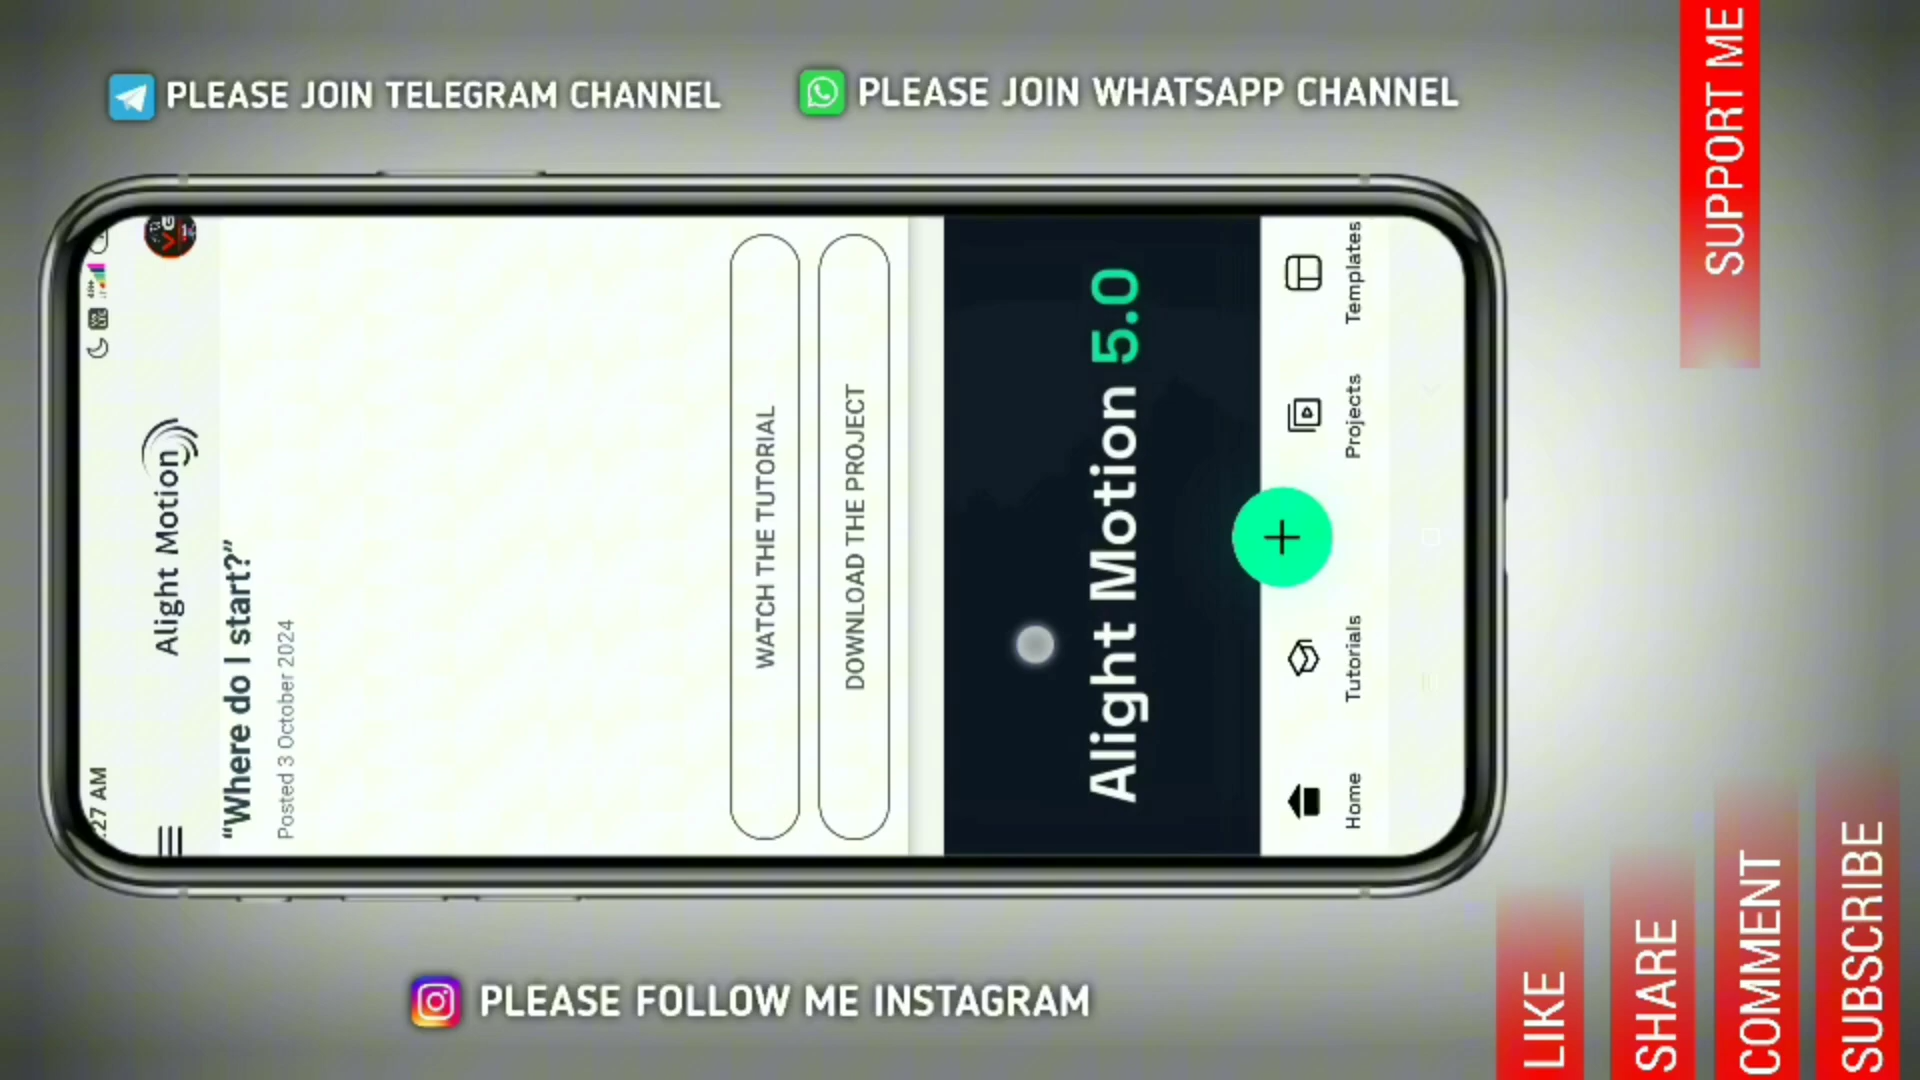 PLEASE JOIN TELEGRAM CHANNEL
PLEASE JOIN WHATSAPP CHANNEL
SUPPORT ME
:27 AM
Alight Motion
“Where do I start?”
Posted 3 October 2024
WATCH THE TUTORIAL
DOWNLOAD THE PROJECT
Alight Motion 5.0
Home
Tutorials
Projects
Templates
PLEASE FOLLOW ME INSTAGRAM
LIKE
SHARE
COMMENT
SUBSCRIBE